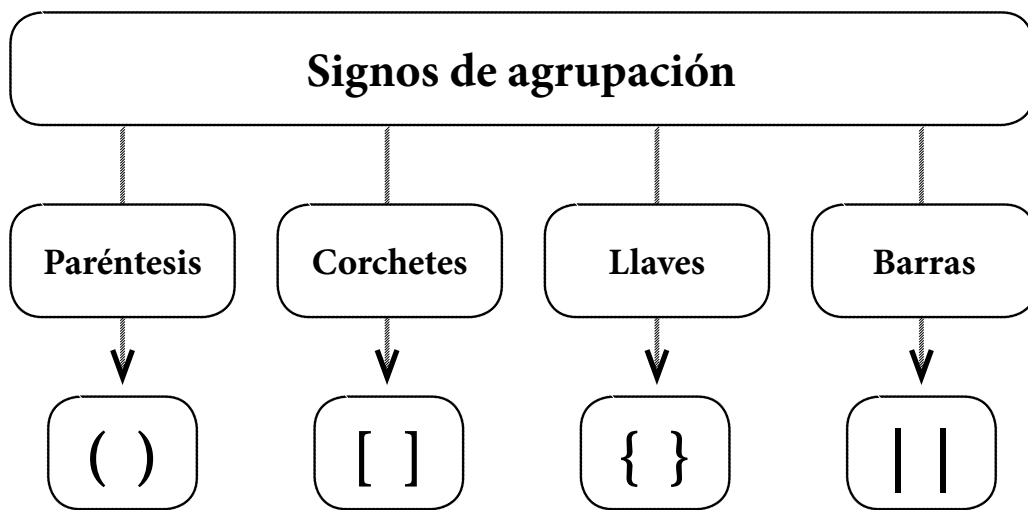 Signos de agrupación
Paréntesis
Corchetes
Llaves
Barras
( )
[ ]
{ }
| |